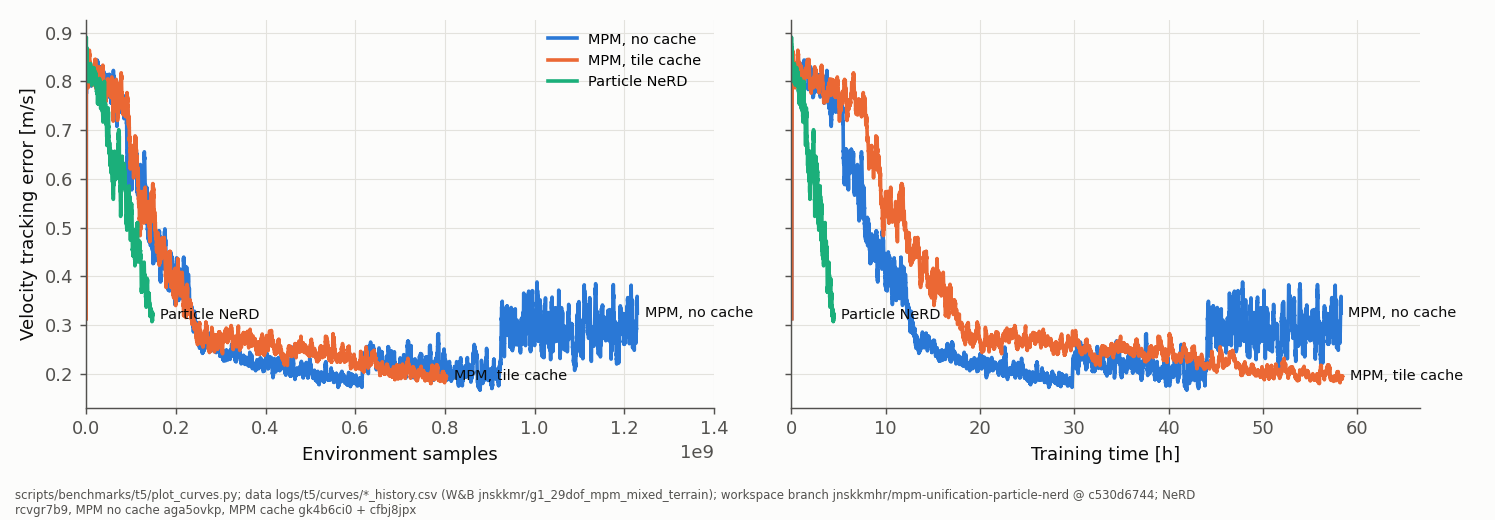 0.9
0.8
0.7
0.6
0.5
0.4
0.3
0.2
Velocity tracking error [m/s]
MPM, no cache
MPM, tile cache
Particle NeRD
Particle NeRD
MPM, no cache
MPM, tile cache
0.0 0.2 0.4 0.6 0.8 1.0 1.2 1.4
1e9
Environment samples
Particle NeRD
MPM, no cache
MPM, tile cache
0 10 20 30 40 50 60
Training time [h]
scripts/benchmarks/t5/plot_curves.py; data logs/t5/curves/*_history.csv (W&B jnskkmr/g1_29dof_mpm_mixed_terrain); workspace branch jnskkmhr/mpm-unification-particle-nerd @ c530d6744; NeRD
rcvgr7b9, MPM no cache aga5ovkp, MPM cache gk4b6ci0 + cfbj8jpx